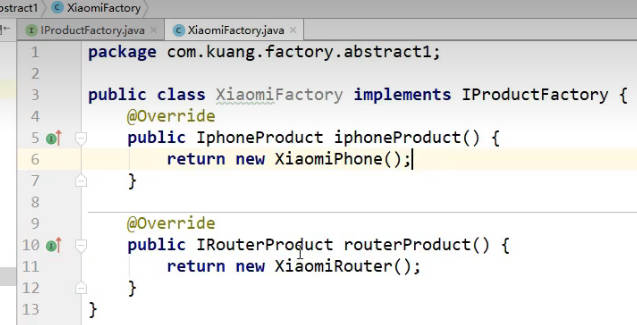 stract1 XiaomiFactory
IProductFactory.java XiaomiFactory.java
1 package com.kuang.factory.abstract1;
2
3 public class XiaomiFactory implements IProductFactory {
4 @Override
5 public IphoneProduct iphoneProduct() {
6 return new XiaomiPhone();
7 }
8
9 @Override
10 public IRouterProduct routerProduct() {
11 return new XiaomiRouter();
12 }
13 }